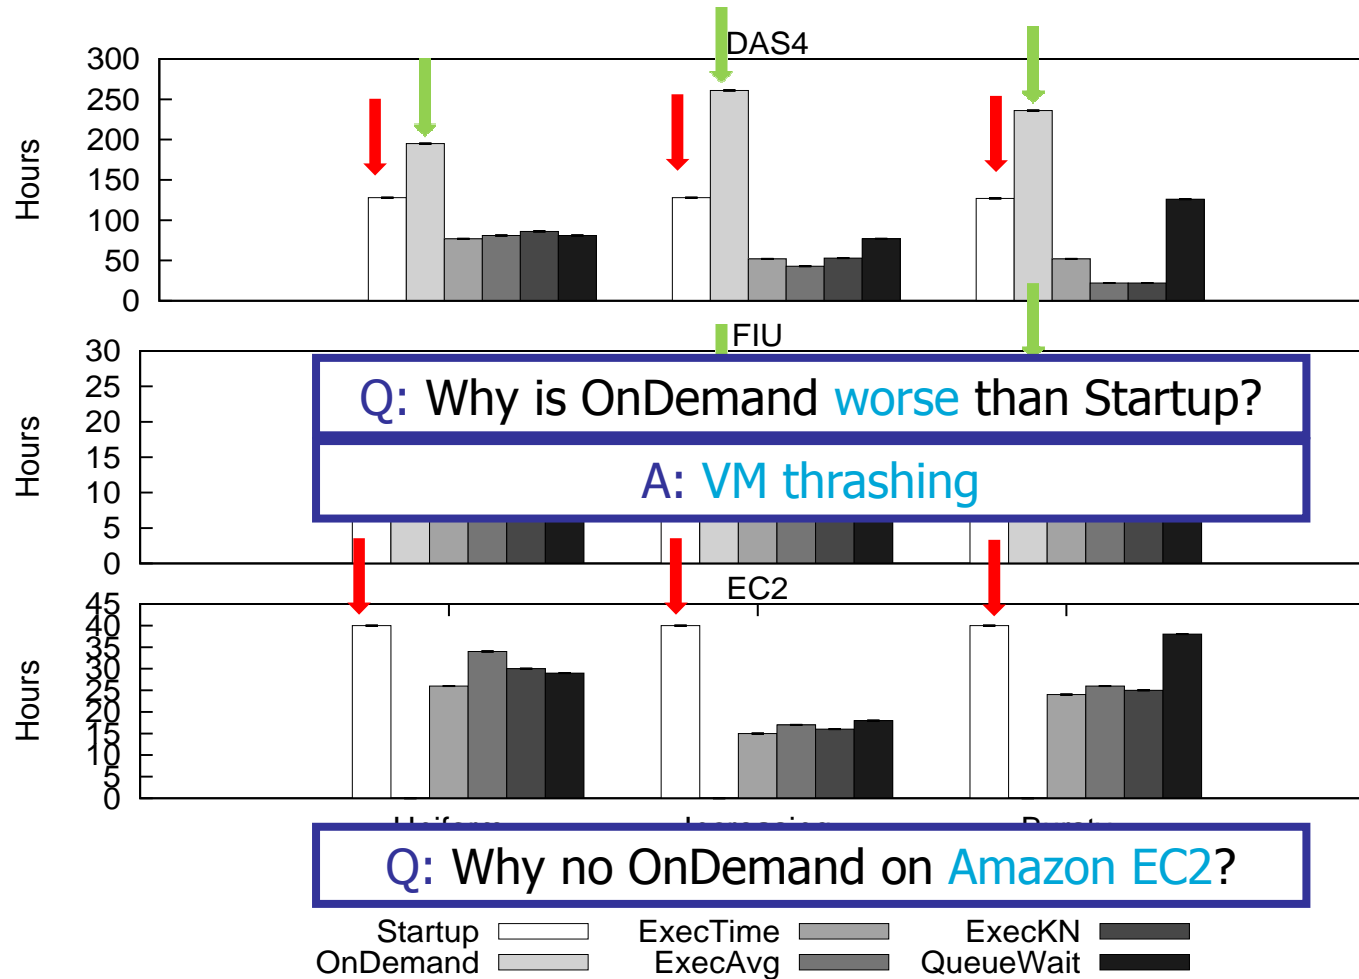 DAS4
300
250
200
150
100
50
0
Hours
FIU
30
25
20
15
10
5
0
Hours
Q: Why is OnDemand worse than Startup?
A: VM thrashing
EC2
45
40
35
30
25
20
15
10
5
0
Hours
Q: Why no OnDemand on Amazon EC2?
Startup ExecTime ExecKN
OnDemand ExecAvg QueueWait